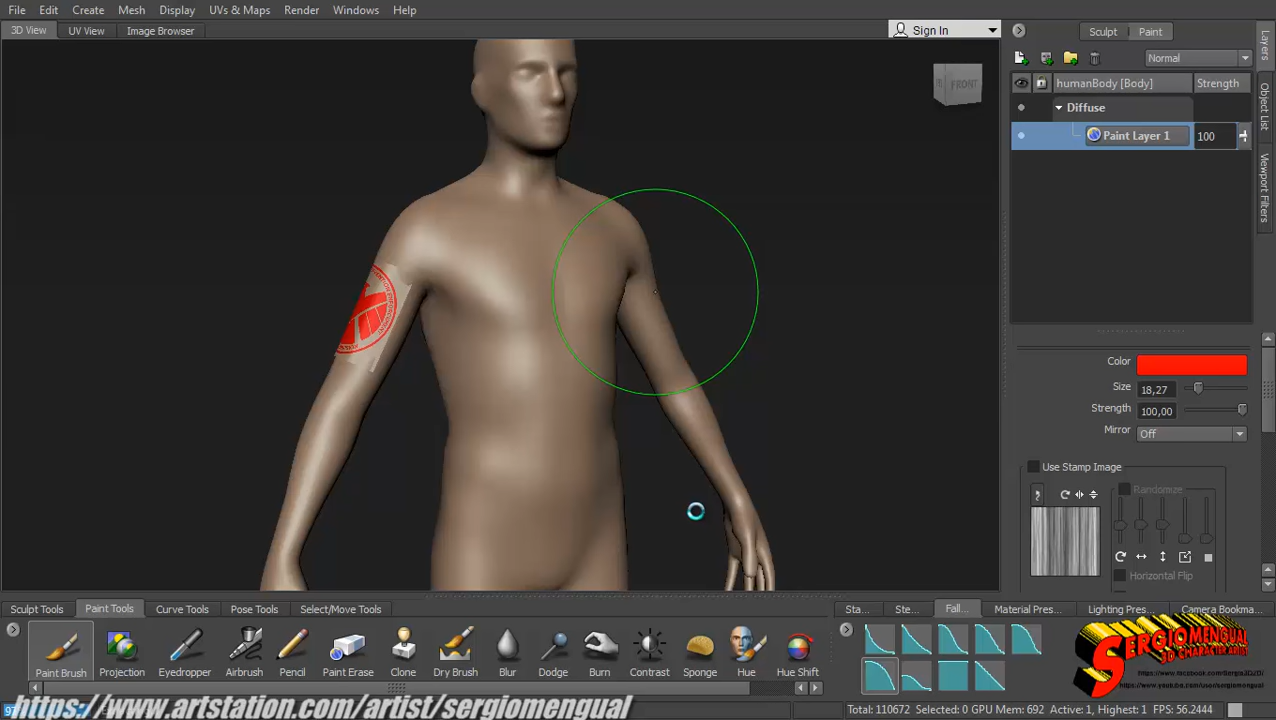 File Edit Create Mesh Display UVs & Maps Render Windows Help
3D View UV View Image Browser Sign In
Sculpt Paint
Normal
humanBody [Body] Strength
Diffuse
Paint Layer 1 100
Layers
Object List
Viewport Filters
FRONT
Color
Size 18,27
Strength 100,00
Mirror Off
Use Stamp Image
Randomize
Horizontal Flip
Sculpt Tools Paint Tools Curve Tools Pose Tools Select/Move Tools
Sta... Ste... Fall... Material Pres... Lighting Pres... Camera Bookma...
Paint Brush Projection Eyedropper Airbrush Pencil Paint Erase Clone Dry Brush Blur Dodge Burn Contrast Sponge Hue Hue Shift
SERGIOMENGUAL
3D CHARACTER ARTIST
https://www.artstation.com/artist/sergiomengual
Total: 110672 Selected: 0 GPU Mem: 692 Active: 1, Highest: 1 FPS: 56.2444